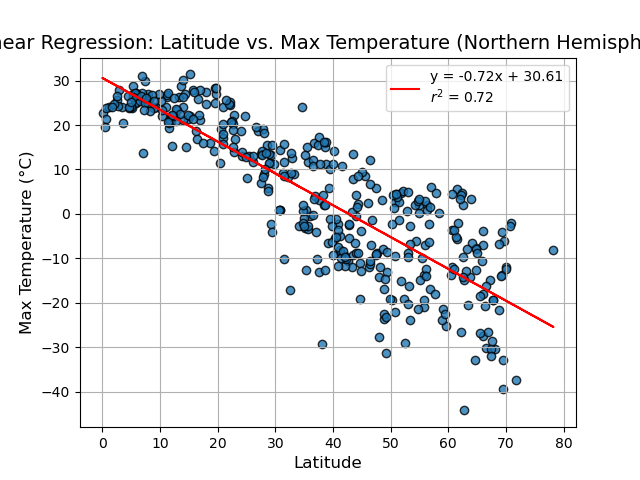 near Regression: Latitude vs. Max Temperature (Northern Hemisph
y = -0.72x + 30.61
r² = 0.72
30
20
10
0
−10
−20
−30
−40
Max Temperature (°C)
0 10 20 30 40 50 60 70 80
Latitude